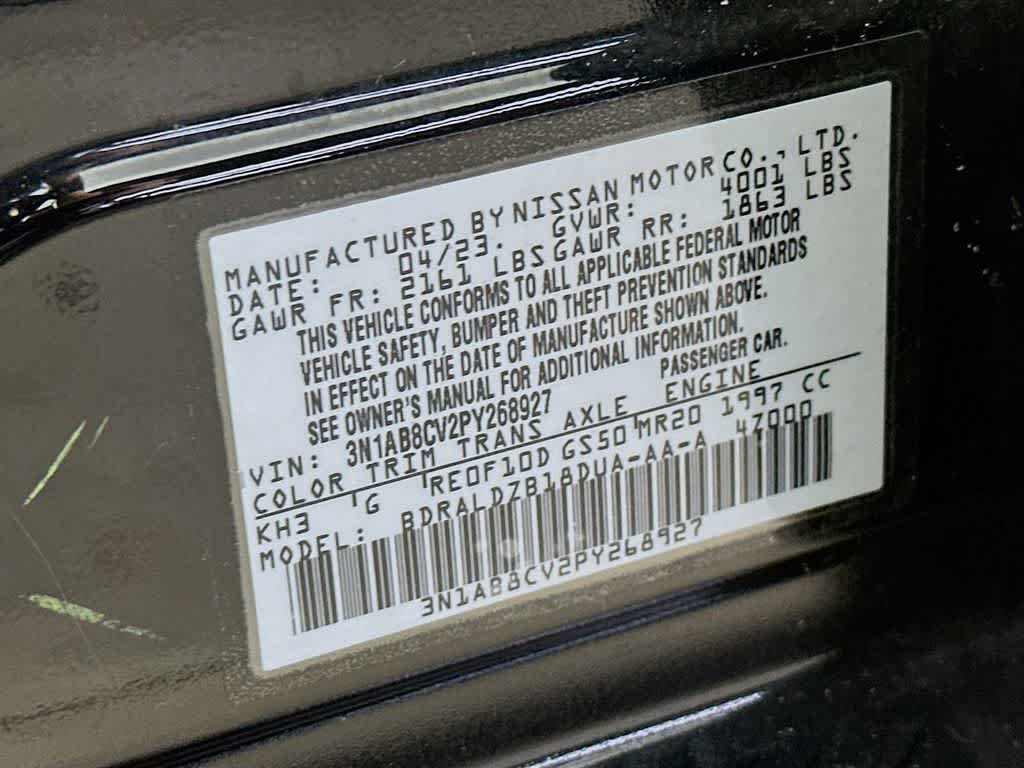 MANUFACTURED BY NISSAN MOTOR CO., LTD.
DATE: 04/23. GVWR: 4001 LBS
GAWR FR: 2161 LBS GAWR RR: 1863 LBS
THIS VEHICLE CONFORMS TO ALL APPLICABLE FEDERAL MOTOR
VEHICLE SAFETY, BUMPER AND THEFT PREVENTION STANDARDS
IN EFFECT ON THE DATE OF MANUFACTURE SHOWN ABOVE.
SEE OWNER'S MANUAL FOR ADDITIONAL INFORMATION.
VIN: 3N1AB8CV2PY268927 PASSENGER CAR.
COLOR TRIM TRANS AXLE ENGINE
KH3 G RE0F10D GS50 MR20 1997 CC
MODEL: BDRALDZB18DUA-AA-A 47000
3N1AB8CV2PY268927